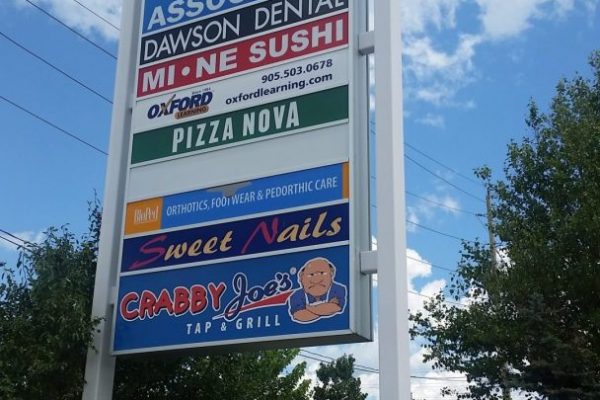 ASSOC
DAWSON DENTAL
MI•NE SUSHI
905.503.0678
OXFORD
LEARNING
oxfordlearning.com
PIZZA NOVA
BioPed
ORTHOTICS, FOOTWEAR & PEDORTHIC CARE
Sweet Nails
CRABBY Joe's
TAP & GRILL